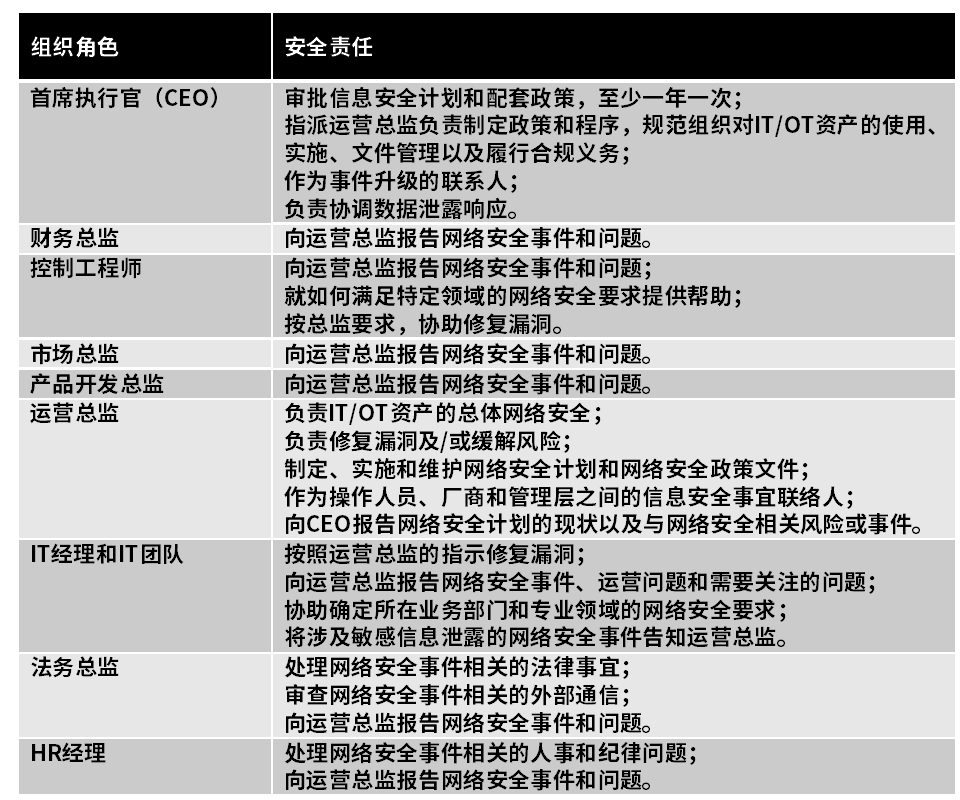 组织角色
安全责任
首席执行官（CEO）
审批信息安全计划和配套政策，至少一年一次；
指派运营总监负责制定政策和程序，规范组织对IT/OT资产的使用、
实施、文件管理以及履行合规义务；
作为事件升级的联系人；
负责协调数据泄露响应。
财务总监
向运营总监报告网络安全事件和问题。
控制工程师
向运营总监报告网络安全事件和问题；
就如何满足特定领域的网络安全要求提供帮助；
按总监要求，协助修复漏洞。
市场总监
向运营总监报告网络安全事件和问题。
产品开发总监
向运营总监报告网络安全事件和问题。
运营总监
负责IT/OT资产的总体网络安全；
负责修复漏洞及/或缓解风险；
制定、实施和维护网络安全计划和网络安全政策文件；
作为操作人员、厂商和管理层之间的信息安全事宜联络人；
向CEO报告网络安全计划的现状以及与网络安全相关风险或事件。
IT经理和IT团队
按照运营总监的指示修复漏洞；
向运营总监报告网络安全事件、运营问题和需要关注的问题；
协助确定所在业务部门和专业领域的网络安全要求；
将涉及敏感信息泄露的网络安全事件告知运营总监。
法务总监
处理网络安全事件相关的法律事宜；
审查网络安全事件相关的外部通信；
向运营总监报告网络安全事件和问题。
HR经理
处理网络安全事件相关的人事和纪律问题；
向运营总监报告网络安全事件和问题。